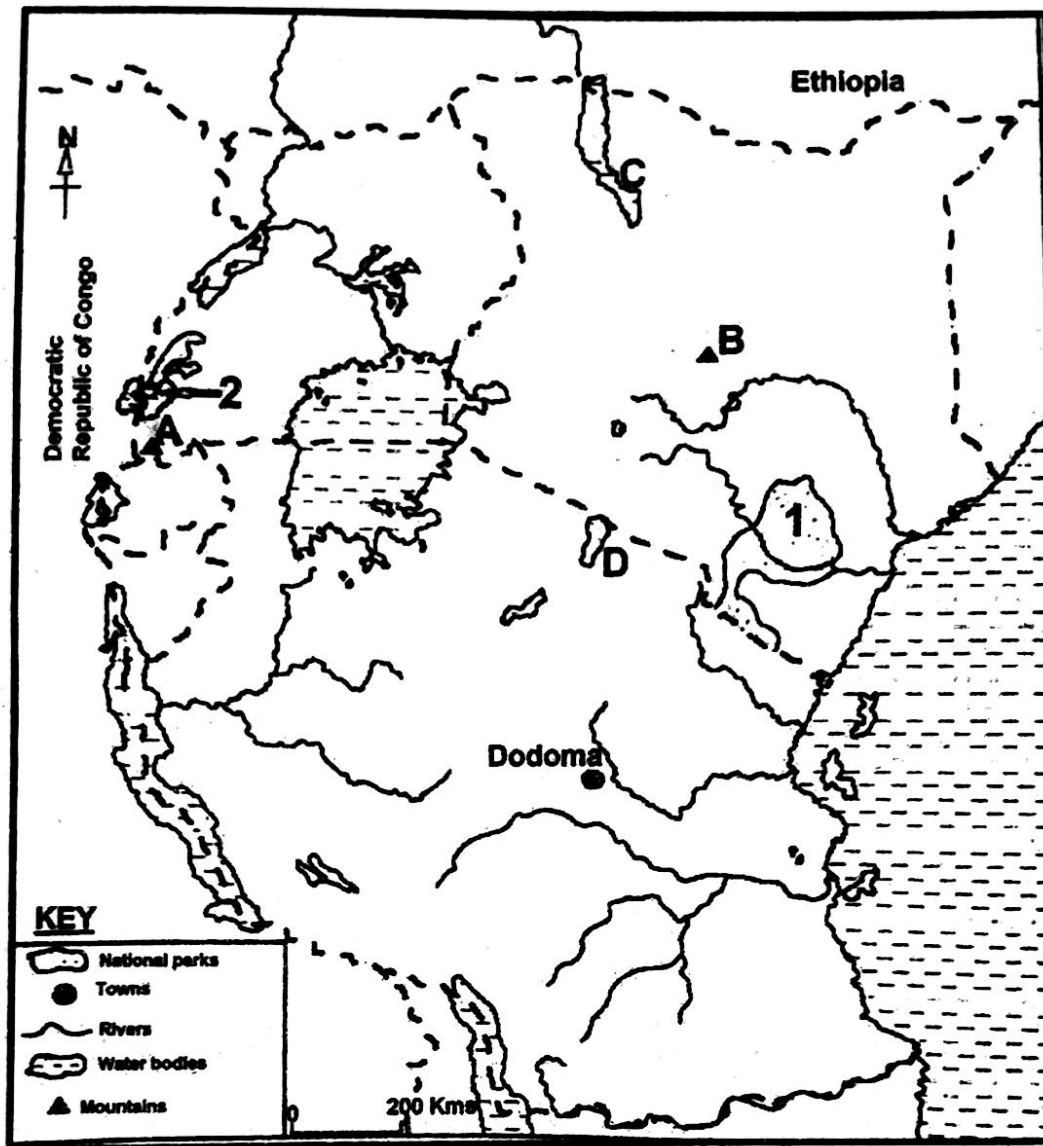 Ethiopia
N
C
2
Democratic
Republic of Congo
B
2
A
1
D
Dodoma
KEY
National parks
Towns
Rivers
Water bodies
Mountains
0 200 Kms